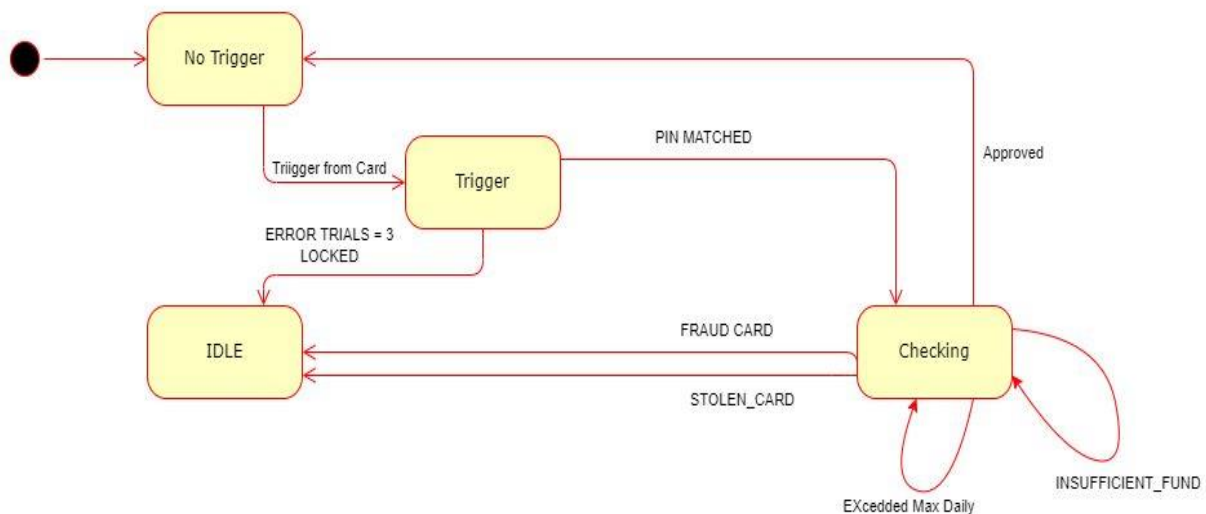 No Trigger
Triigger from Card
Trigger
PIN MATCHED
Approved
ERROR TRIALS = 3
LOCKED
IDLE
FRAUD CARD
STOLEN_CARD
Checking
INSUFFICIENT_FUND
EXcedded Max Daily